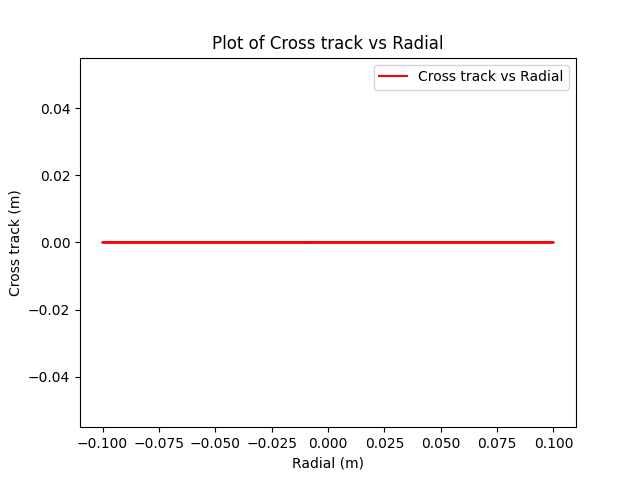 Plot of Cross track vs Radial
Cross track vs Radial
0.04
0.02
0.00
−0.02
−0.04
Cross track (m)
−0.100 −0.075 −0.050 −0.025 0.000 0.025 0.050 0.075 0.100
Radial (m)